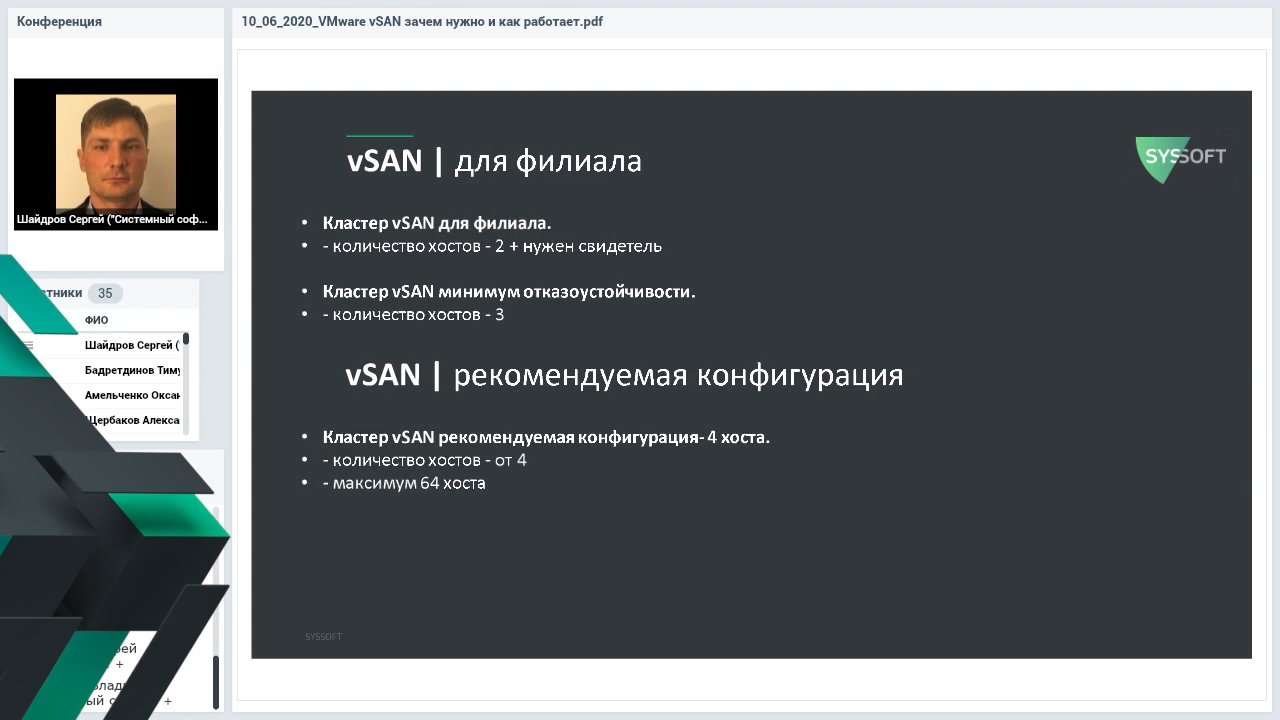 Конференция
10_06_2020_VMware vSAN зачем нужно и как работает.pdf
Шайдров Сергей ("Системный соф...
35
ФИО
Шайдров Сергей (
Бадретдинов Тиму
Амельченко Оксан
Щербаков Алекса
vSAN | для филиала
SYSSOFT
• Кластер vSAN для филиала.
• - количество хостов - 2 + нужен свидетель
• Кластер vSAN минимум отказоустойчивости.
• - количество хостов - 3
vSAN | рекомендуемая конфигурация
• Кластер vSAN рекомендуемая конфигурация- 4 хоста.
• - количество хостов - от 4
• - максимум 64 хоста
SYSSOFT